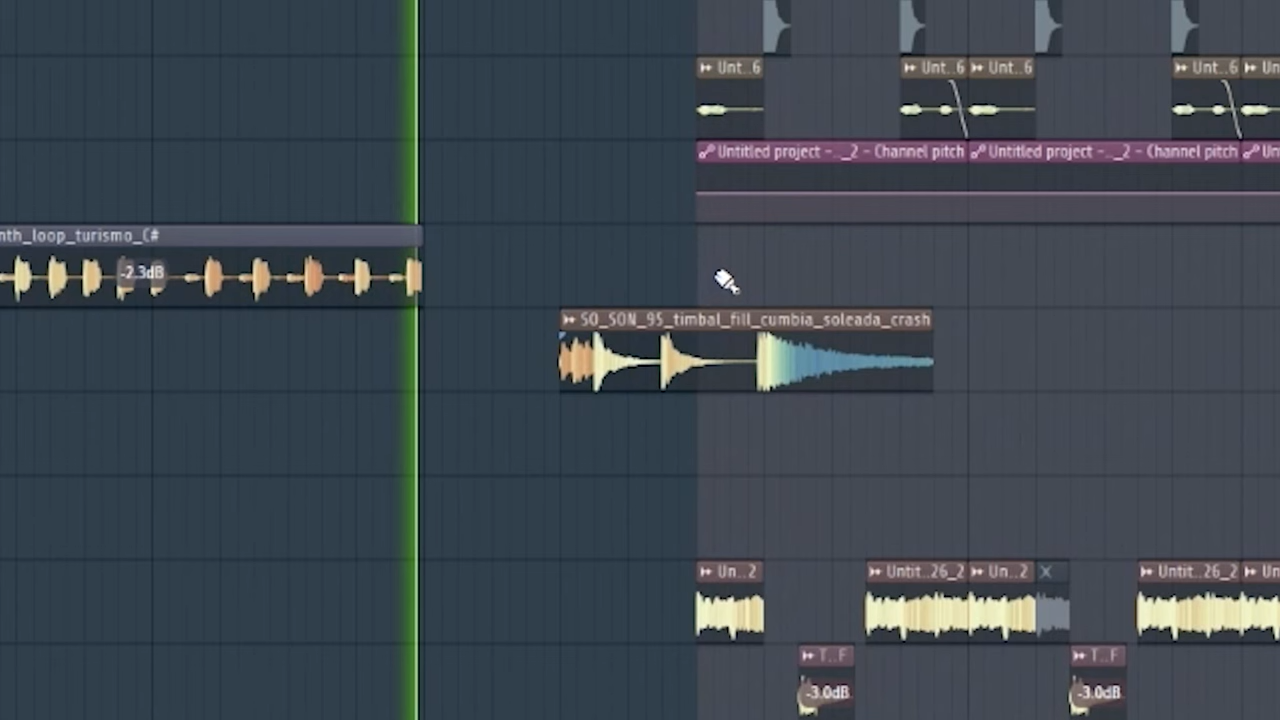 Unt..6 Unt..6 Unt..6 Unt..6 Un
Untitled project -..._2 - Channel pitch Untitled project -..._2 - Channel pitch Un
nth_loop_turismo_C#
-2.3dB
SO_SON_95_timbal_fill_cumbia_soleada_crash
Un..2 Untit..26_2 Un..2 Untit..26_2 Un
T..F T..F
-3.0dB -3.0dB